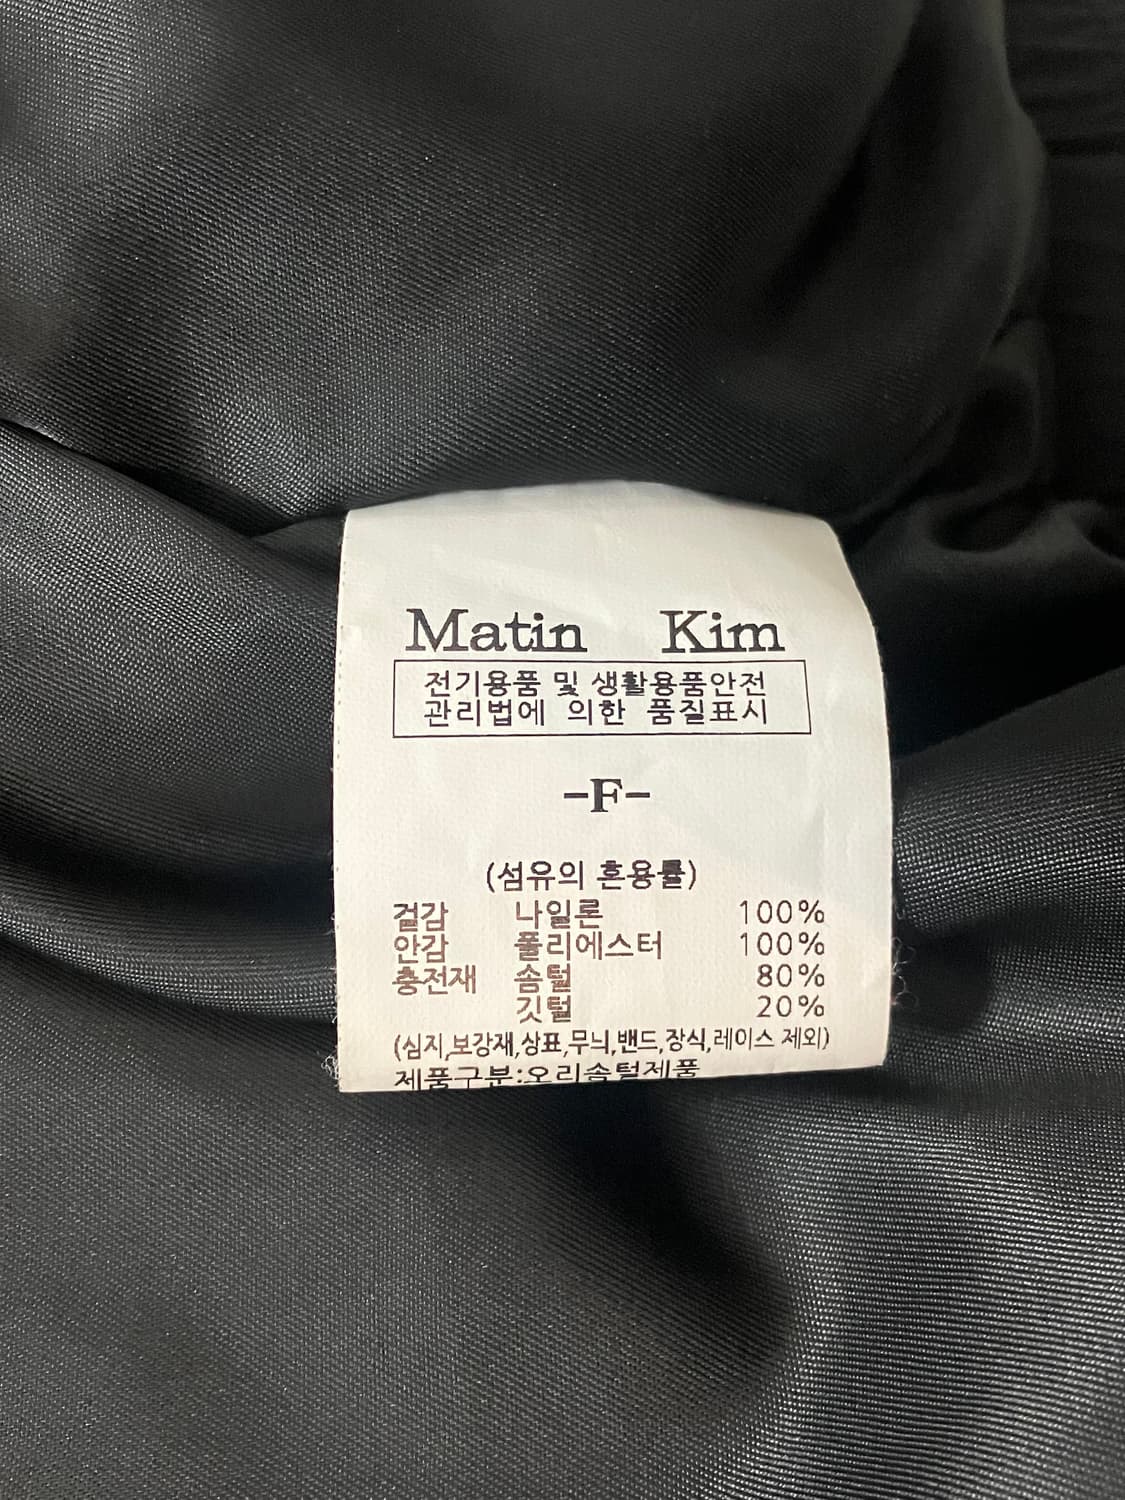 Matin Kim
전기용품 및 생활용품안전
관리법에 의한 품질표시
-F-
(섬유의 혼용률)
겉감 나일론 100%
안감 폴리에스터 100%
충전재 솜털 80%
깃털 20%
(심지,보강재,상표,무늬,밴드,장식,레이스 제외)
제품구분:오리솜털제품